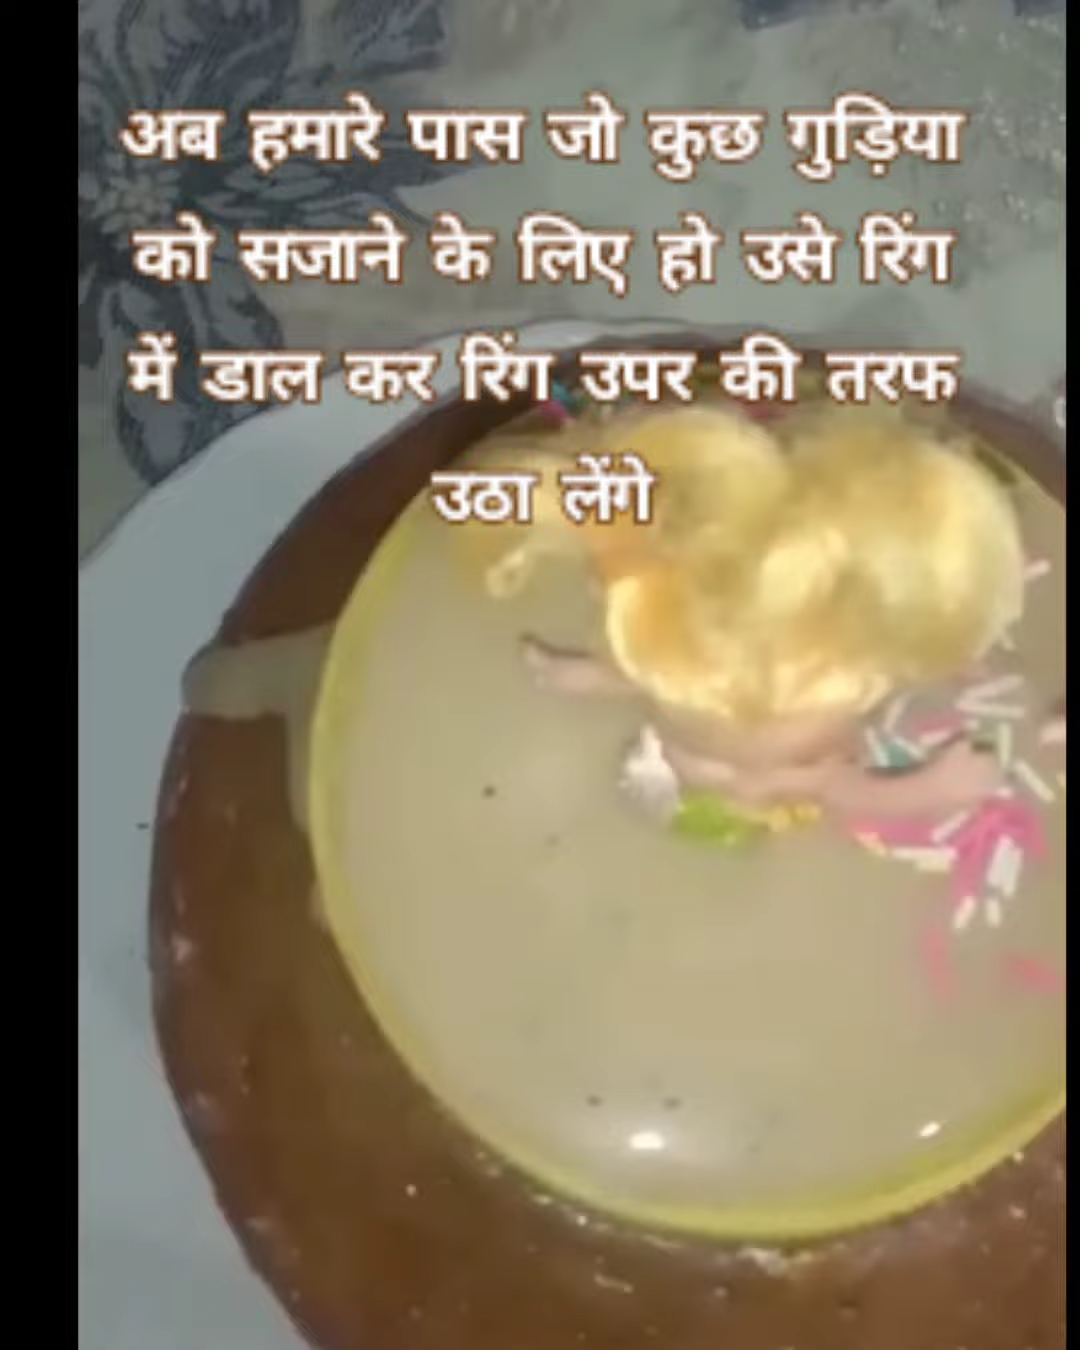 अब हमारे पास जो कुछ गुड़िया
को सजाने के लिए हो उसे रिंग
में डाल कर रिंग उपर की तरफ
उठा लेंगे